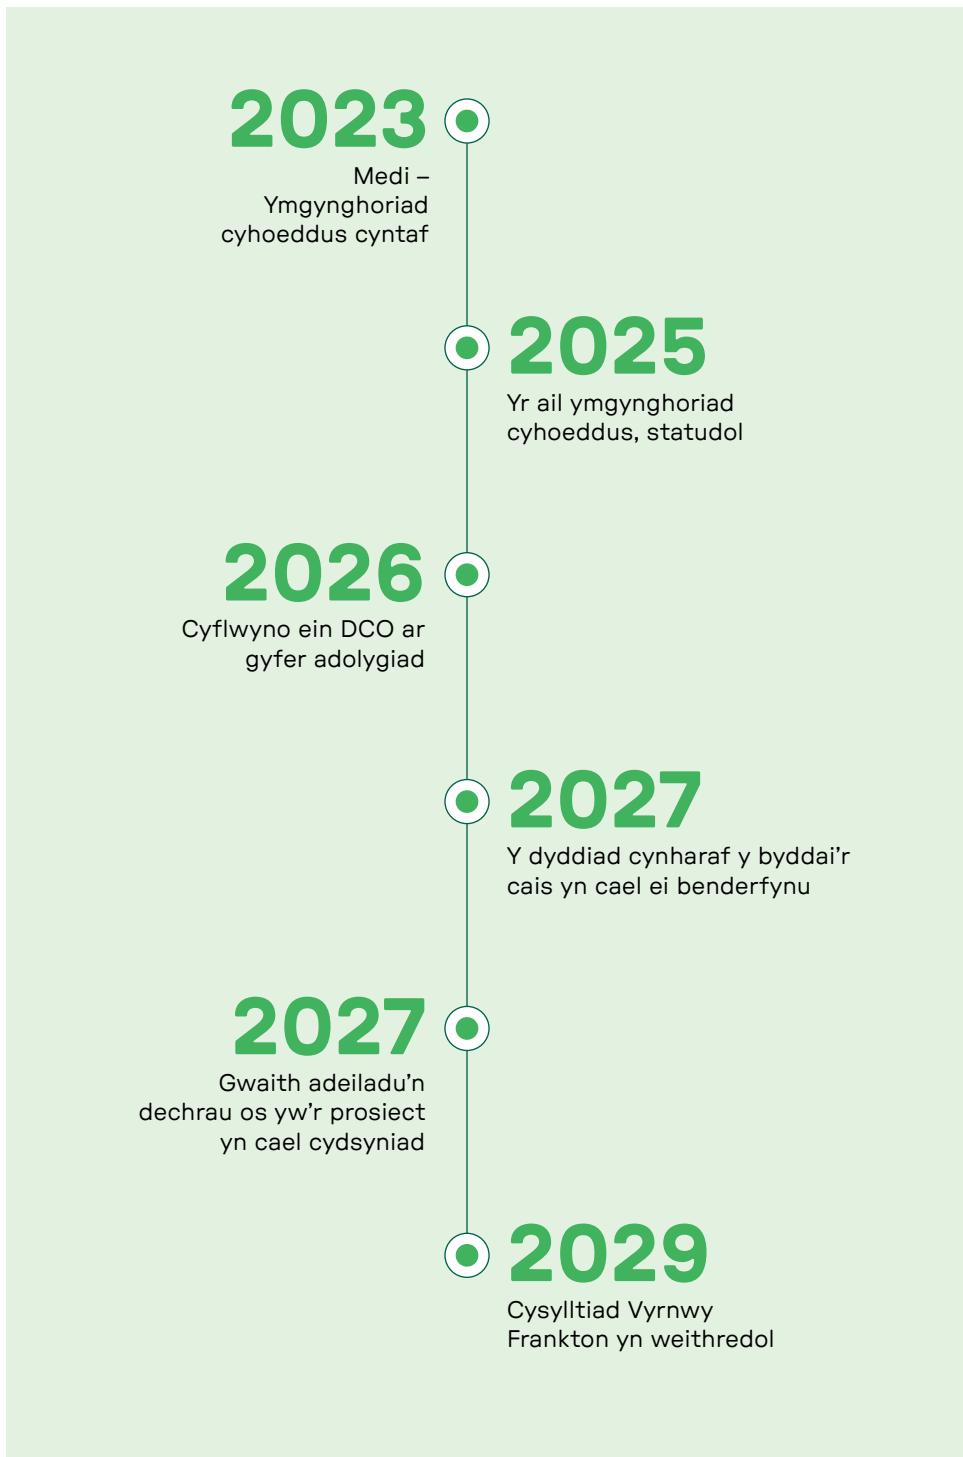 2023
Medi –
Ymgynghoriad
cyhoeddus cyntaf
2025
Yr ail ymgynghoriad
cyhoeddus, statudol
2026
Cyflwyno ein DCO ar
gyfer adolygiad
2027
Y dyddiad cynharaf y byddai’r
cais yn cael ei benderfynu
2027
Gwaith adeiladu’n
dechrau os yw’r prosiect
yn cael cydsyniad
2029
Cysylltiad Vyrnwy
Frankton yn weithredol